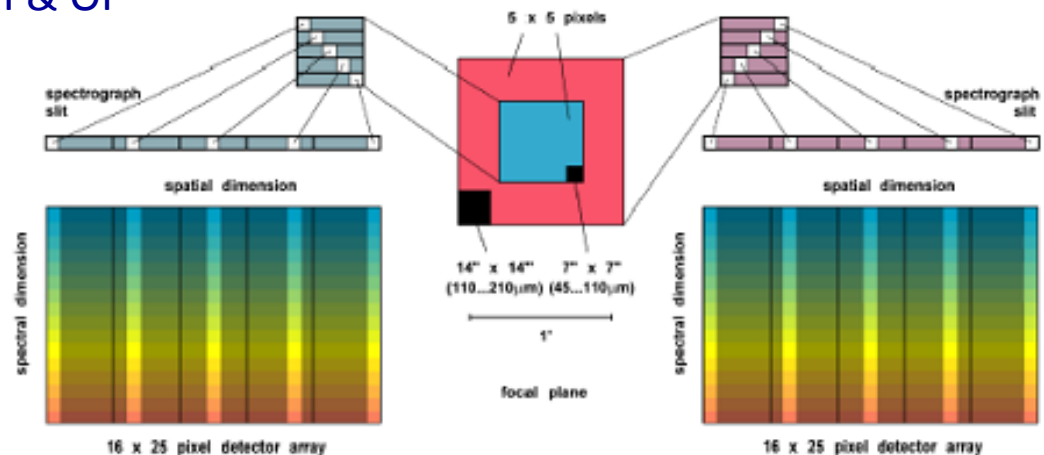 5 x 5 pixels
spectrograph
slit
spectrograph
slit
spatial dimension
spatial dimension
spectral dimension
spectral dimension
14" x 14" 7" x 7"
(110...210µm) (45...110µm)
1'
focal plane
16 x 25 pixel detector array
16 x 25 pixel detector array